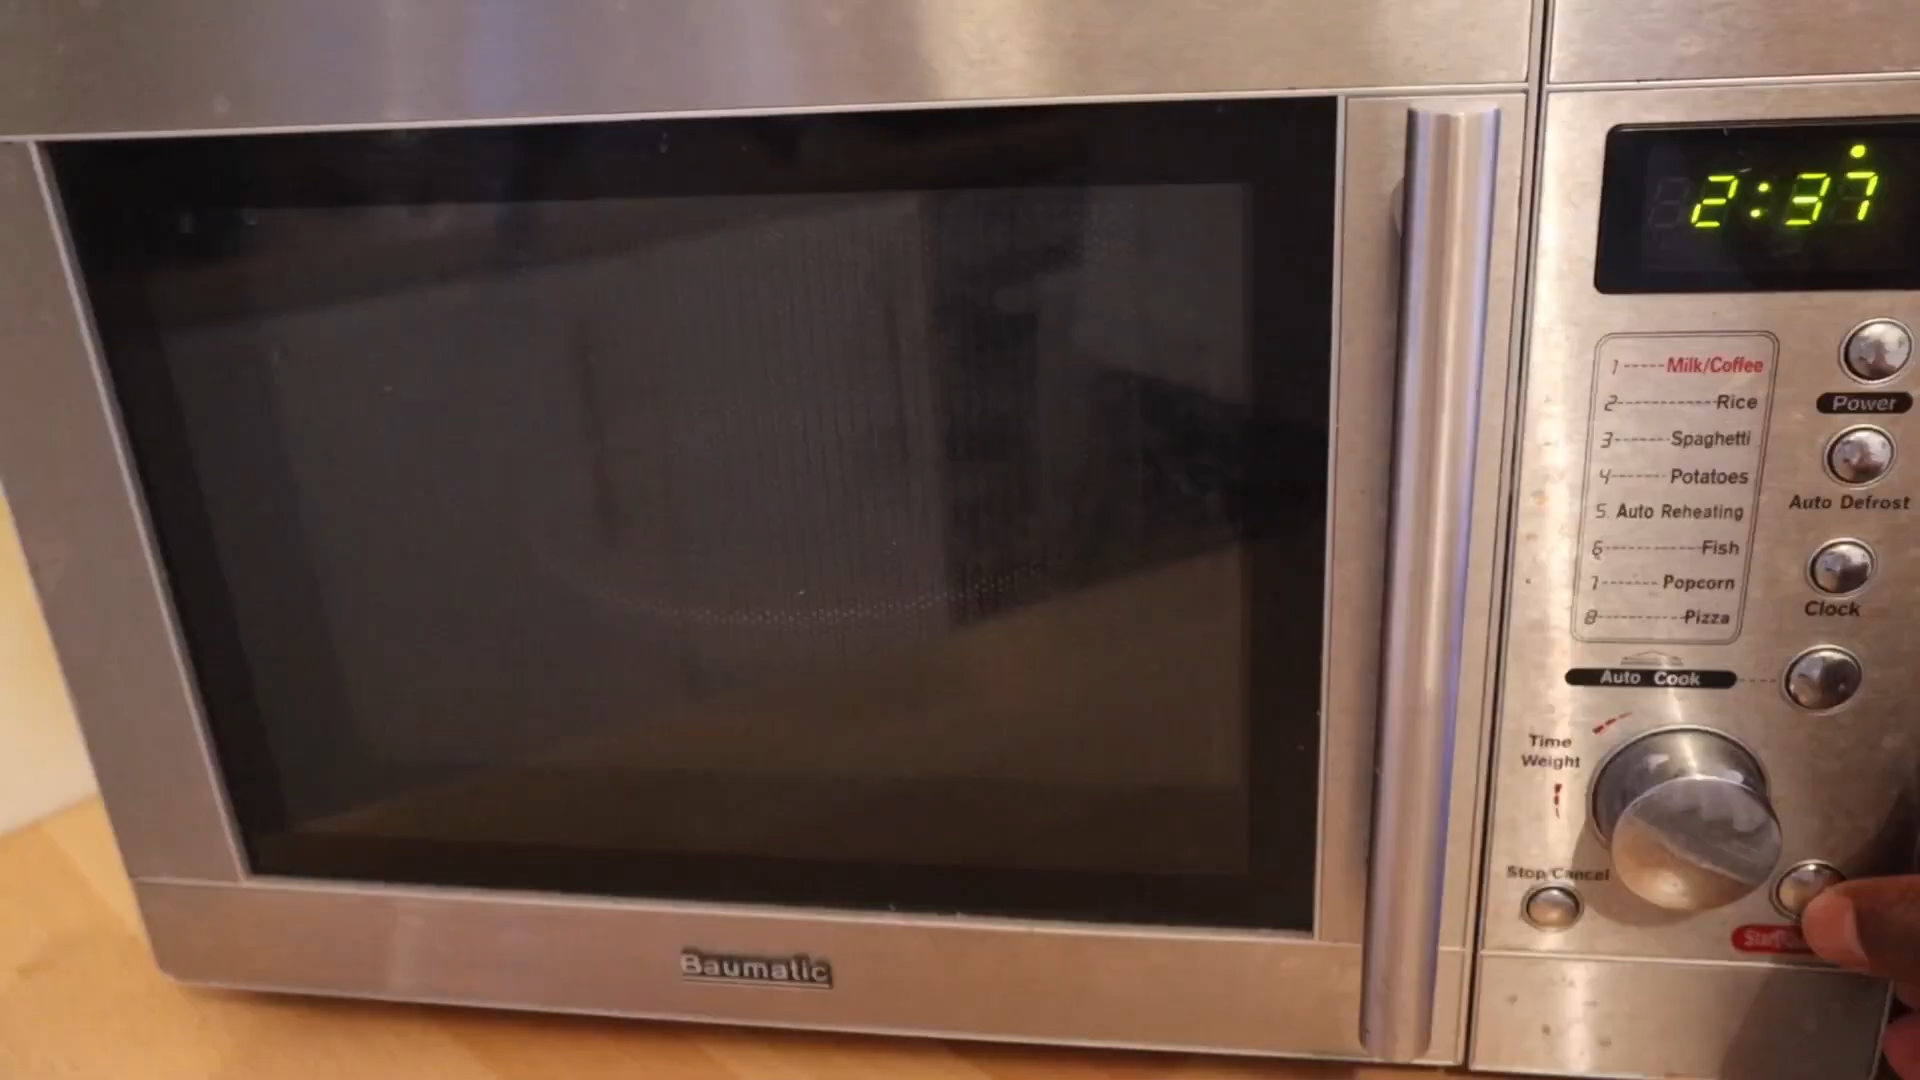 2:37
1-----Milk/Coffee
2----------Rice
3------Spaghetti
4------Potatoes
5. Auto Reheating
6----------Fish
7------Popcorn
8---------Pizza
Power
Auto Defrost
Clock
Auto Cook
Time
Weight
Stop/Cancel
Baumatic